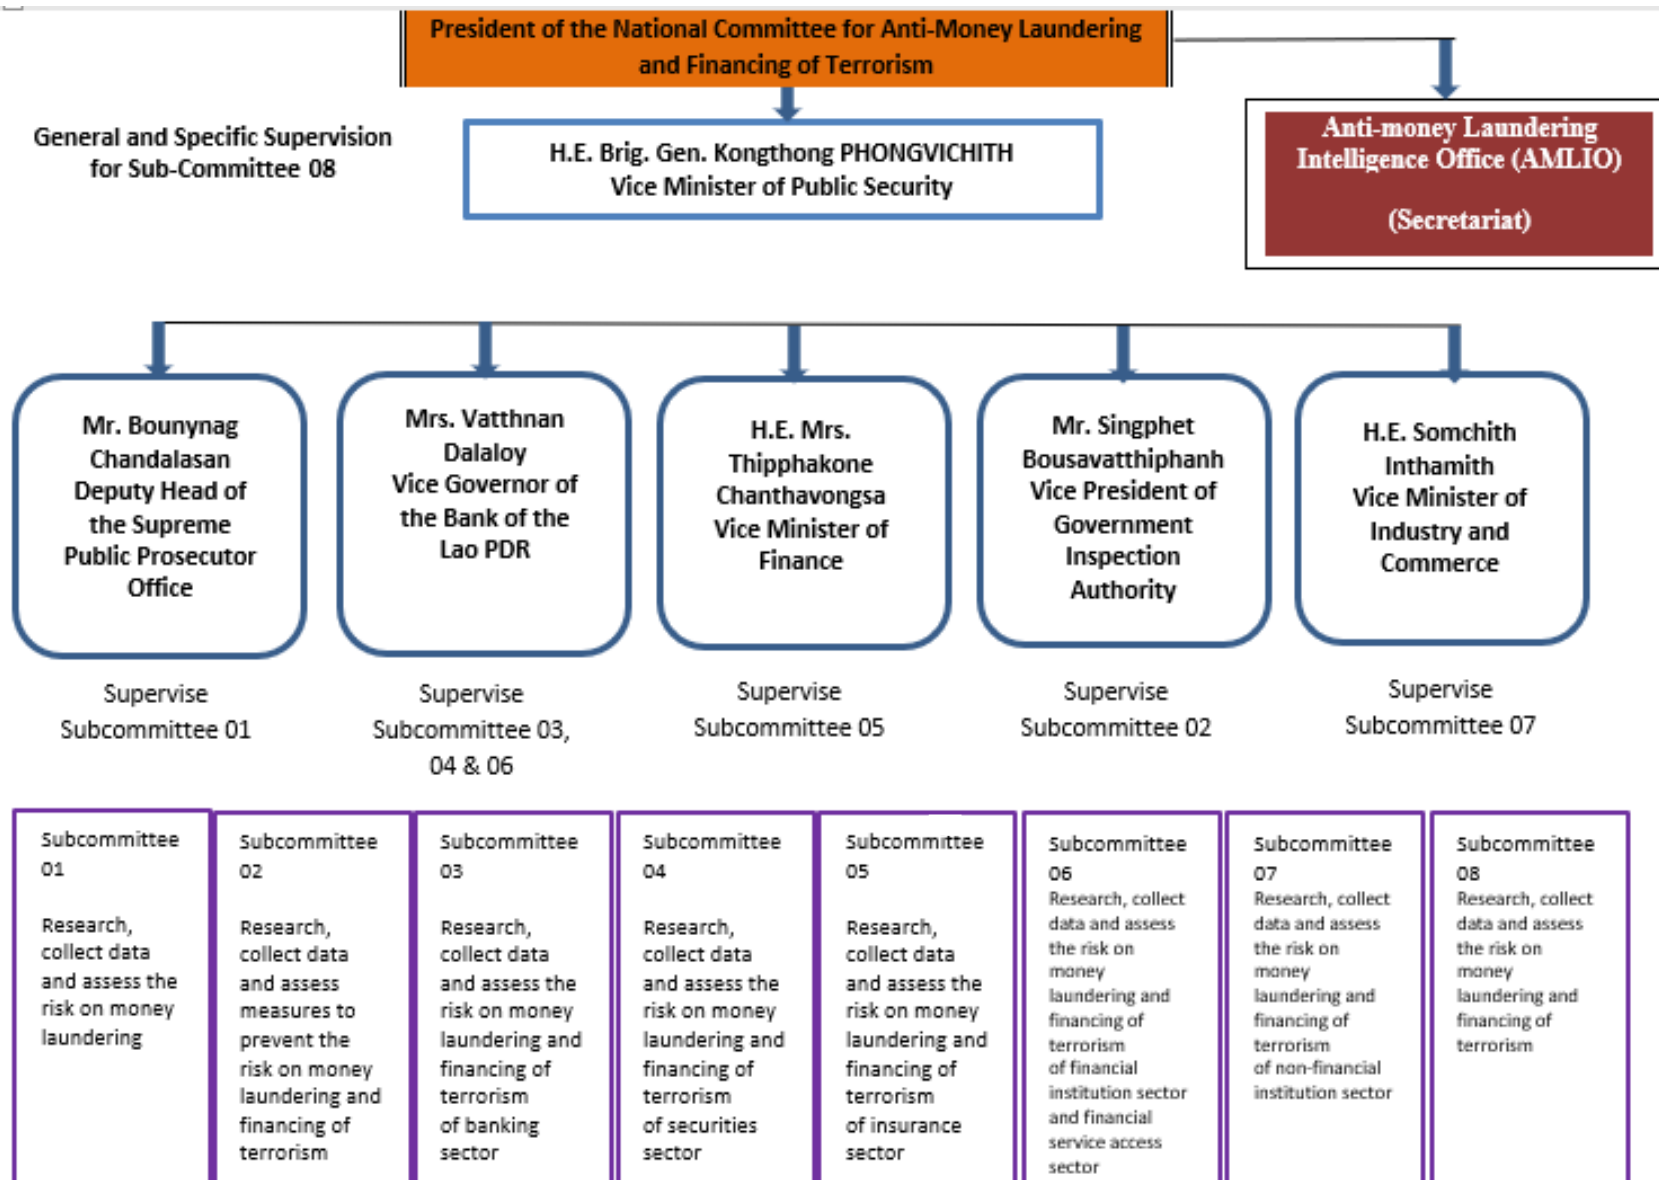 President of the National Committee for Anti-Money Laundering
and Financing of Terrorism
General and Specific Supervision
for Sub-Committee 08
H.E. Brig. Gen. Kongthong PHONGVICHITH
Vice Minister of Public Security
Anti-money Laundering
Intelligence Office (AMLIO)
(Secretariat)
Mr. Bounynag
Chandalasan
Deputy Head of
the Supreme
Public Prosecutor
Office
Mrs. Vatthnan
Dalaloy
Vice Governor of
the Bank of the
Lao PDR
H.E. Mrs.
Thipphakone
Chanthavongsa
Vice Minister of
Finance
Mr. Singphet
Bousavatthiphanh
Vice President of
Government
Inspection
Authority
H.E. Somchith
Inthamith
Vice Minister of
Industry and
Commerce
Supervise
Subcommittee 01
Supervise
Subcommittee 03,
04 & 06
Supervise
Subcommittee 05
Supervise
Subcommittee 02
Supervise
Subcommittee 07
Subcommittee
01
Research,
collect data
and assess the
risk on money
laundering
Subcommittee
02
Research,
collect data
and assess
measures to
prevent the
risk on money
laundering and
financing of
terrorism
Subcommittee
03
Research,
collect data
and assess the
risk on money
laundering and
financing of
terrorism
of banking
sector
Subcommittee
04
Research,
collect data
and assess the
risk on money
laundering and
financing of
terrorism
of securities
sector
Subcommittee
05
Research,
collect data
and assess the
risk on money
laundering and
financing of
terrorism
of insurance
sector
Subcommittee
06
Research, collect
data and assess
the risk on
money
laundering and
financing of
terrorism
of financial
institution sector
and financial
service access
sector
Subcommittee
07
Research, collect
data and assess
the risk on
money
laundering and
financing of
terrorism
of non-financial
institution sector
Subcommittee
08
Research, collect
data and assess
the risk on
money
laundering and
financing of
terrorism